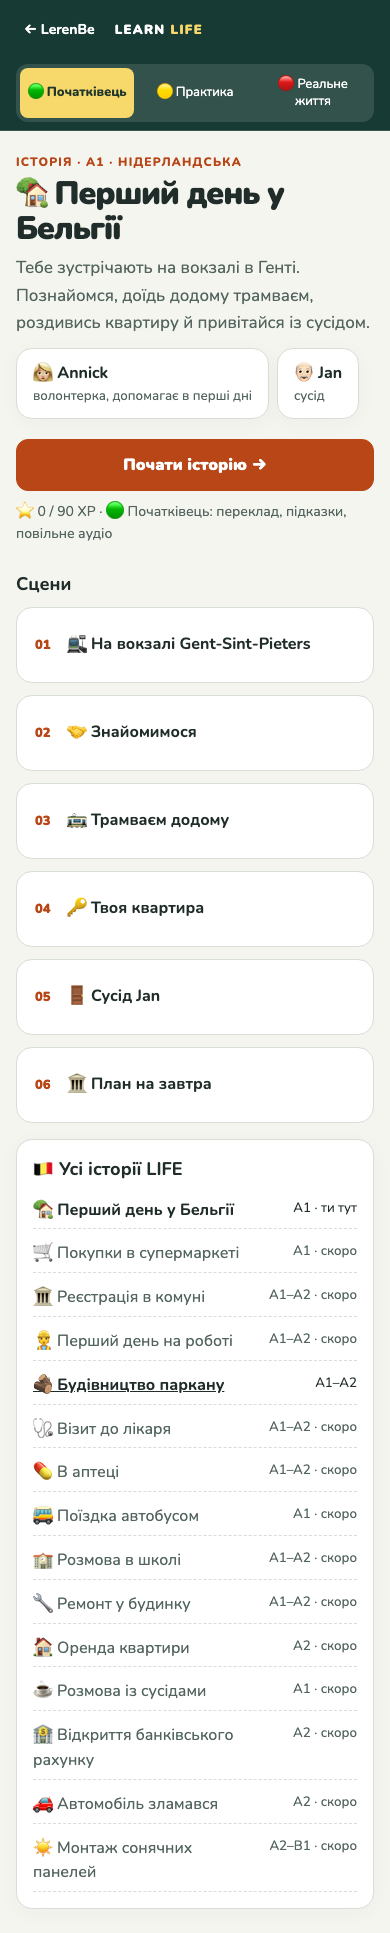 ← LerenBe LEARN LIFE
🟢 Початківець 🟡 Практика 🔴 Реальне
життя
ІСТОРІЯ · A1 · НІДЕРЛАНДСЬКА
🏡 Перший день у
Бельгії
Тебе зустрічають на вокзалі в Генті.
Познайомся, доїдь додому трамваєм,
роздивись квартиру й привітайся із сусідом.
Annick
волонтерка, допомагає в перші дні
Jan
сусід
Почати історію →
⭐ 0 / 90 XP · 🟢 Початківець: переклад, підказки,
повільне аудіо
Сцени
01 🚉 На вокзалі Gent-Sint-Pieters
02 🤝 Знайомимося
03 🚋 Трамваєм додому
04 🔑 Твоя квартира
05 🚪 Сусід Jan
06 🏛️ План на завтра
🇧🇪 Усі історії LIFE
🏡 Перший день у Бельгії A1 · ти тут
🛒 Покупки в супермаркеті A1 · скоро
🏛️ Реєстрація в комуні A1–A2 · скоро
👷 Перший день на роботі A1–A2 · скоро
🪵 Будівництво паркану A1–A2
🩺 Візит до лікаря A1–A2 · скоро
💊 В аптеці A1–A2 · скоро
🚌 Поїздка автобусом A1 · скоро
🏫 Розмова в школі A1–A2 · скоро
🔧 Ремонт у будинку A1–A2 · скоро
🏠 Оренда квартири A2 · скоро
☕ Розмова із сусідами A1 · скоро
🏦 Відкриття банківського A2 · скоро
рахунку
🚗 Автомобіль зламався A2 · скоро
☀️ Монтаж сонячних A2–B1 · скоро
панелей